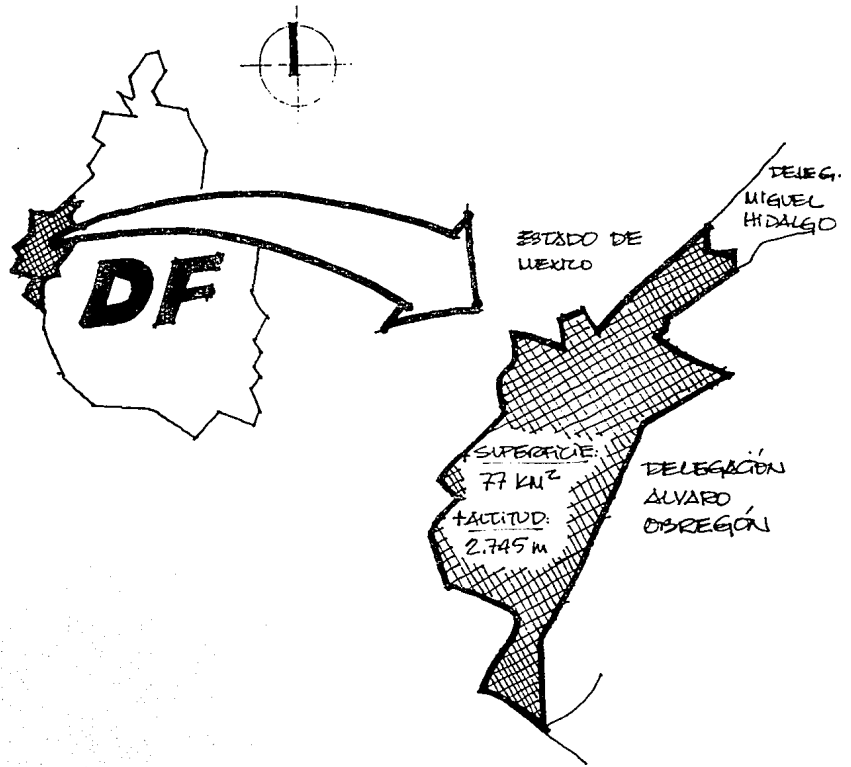 DF
DELEG.
MIGUEL
HIDALGO
ESTADO DE
MEXICO
+SUPERFICIE:
77 KM²
+ALTITUD:
2.745 m
DELEGACIÓN
ALVARO
OBREGÓN